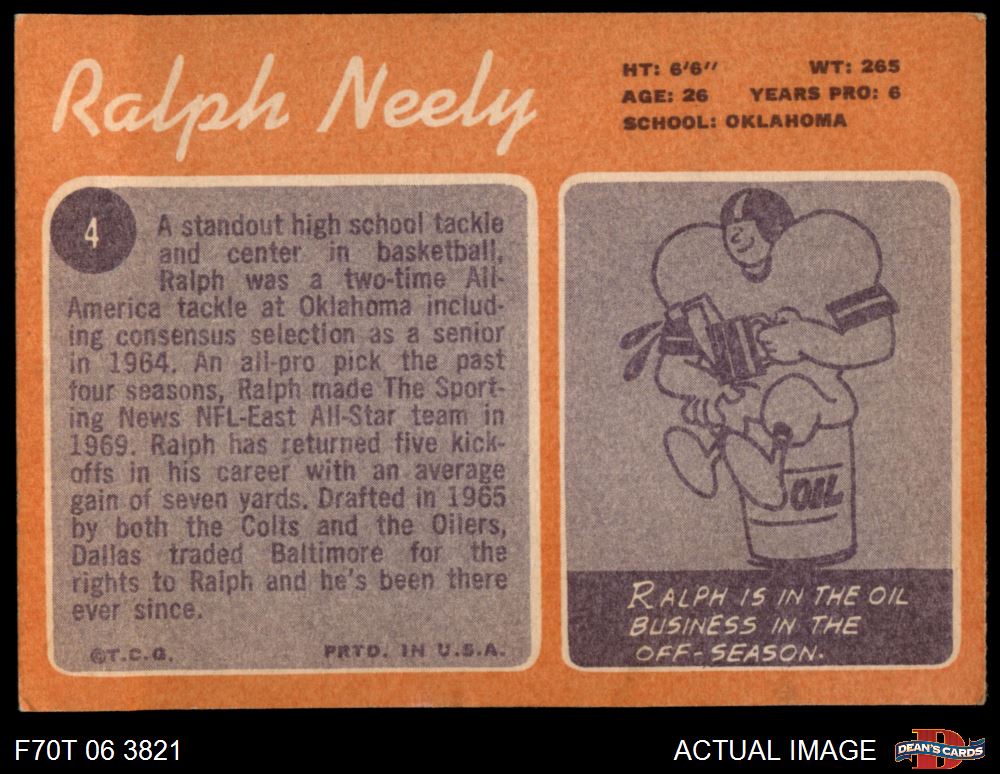 Ralph Neely
HT: 6'6" WT: 265
AGE: 26 YEARS PRO: 6
SCHOOL: OKLAHOMA
4
A standout high school tackle
and center in basketball,
Ralph was a two-time All-
America tackle at Oklahoma includ-
ing consensus selection as a senior
in 1964. An all-pro pick the past
four seasons, Ralph made The Sport-
ing News NFL-East All-Star team in
1969. Ralph has returned five kick-
offs in his career with an average
gain of seven yards. Drafted in 1965
by both the Colts and the Oilers,
Dallas traded Baltimore for the
rights to Ralph and he's been there
ever since.
©T.C.G. PRTD. IN U.S.A.
OIL
RALPH IS IN THE OIL
BUSINESS IN THE
OFF-SEASON.
F70T 06 3821
ACTUAL IMAGE
D
DEAN'S CARDS